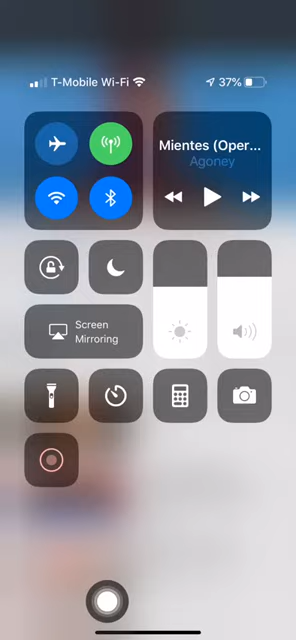 T-Mobile Wi-Fi
37%
Mientes (Oper...
Agoney
Screen
Mirroring